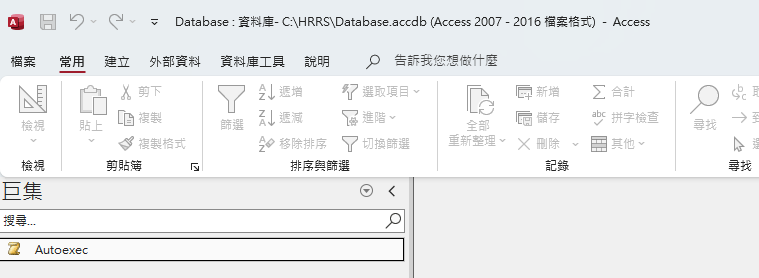 Database : 資料庫- C:\HRRS\Database.accdb (Access 2007 - 2016 檔案格式) - Access
檔案 常用 建立 外部資料 資料庫工具 說明 告訴我您想做什麼
檢視 貼上 剪下 篩選 遞增 選取項目 全部 新增 合計 尋找
複製 遞減 進階 重新整理 儲存 拼字檢查
複製格式 移除排序 切換篩選 刪除 其他
檢視 剪貼簿 排序與篩選 記錄 尋找
巨集
搜尋...
Autoexec